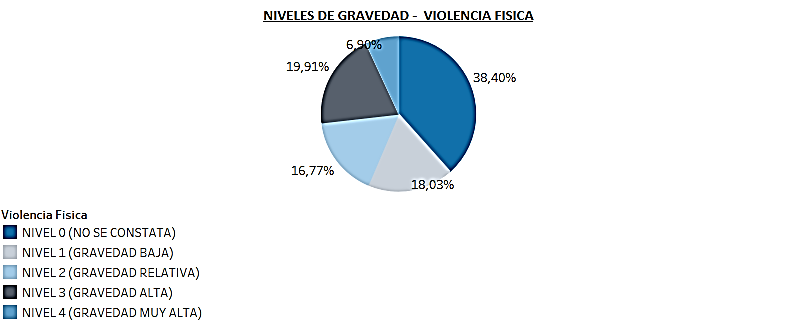 NIVELES DE GRAVEDAD - VIOLENCIA FISICA
6,90%
38,40%
19,91%
16,77%
18,03%
Violencia Fisica
NIVEL 0 (NO SE CONSTATA)
NIVEL 1 (GRAVEDAD BAJA)
NIVEL 2 (GRAVEDAD RELATIVA)
NIVEL 3 (GRAVEDAD ALTA)
NIVEL 4 (GRAVEDAD MUY ALTA)